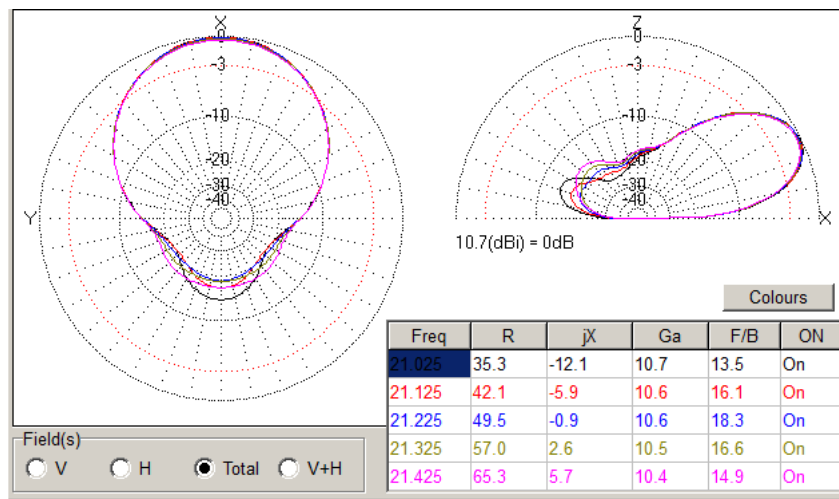 X
0
-3
-10
-20
-30
-40
Y
Z
0
-3
-10
-20
-30
-40
X
10.7(dBi) = 0dB
Colours
Freq R jX Ga F/B ON
21.025 35.3 -12.1 10.7 13.5 On
21.125 42.1 -5.9 10.6 16.1 On
21.225 49.5 -0.9 10.6 18.3 On
21.325 57.0 2.6 10.5 16.6 On
21.425 65.3 5.7 10.4 14.9 On
Field(s)
V H Total V+H